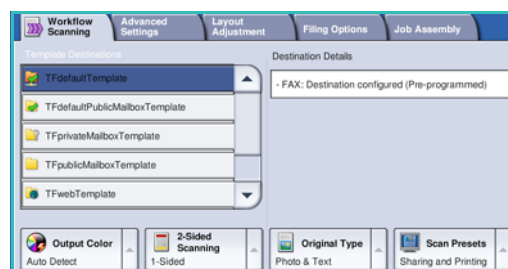 Workflow
Scanning
Advanced
Settings
Layout
Adjustment
Filing Options
Job Assembly
Template Destinations
Destination Details
TFdefaultTemplate
- FAX: Destination configured (Pre-programmed)
TFdefaultPublicMailboxTemplate
TFprivateMailboxTemplate
TFpublicMailboxTemplate
TFwebTemplate
Output Color
Auto Detect
2-Sided
Scanning
1-Sided
Original Type
Photo & Text
Scan Presets
Sharing and Printing